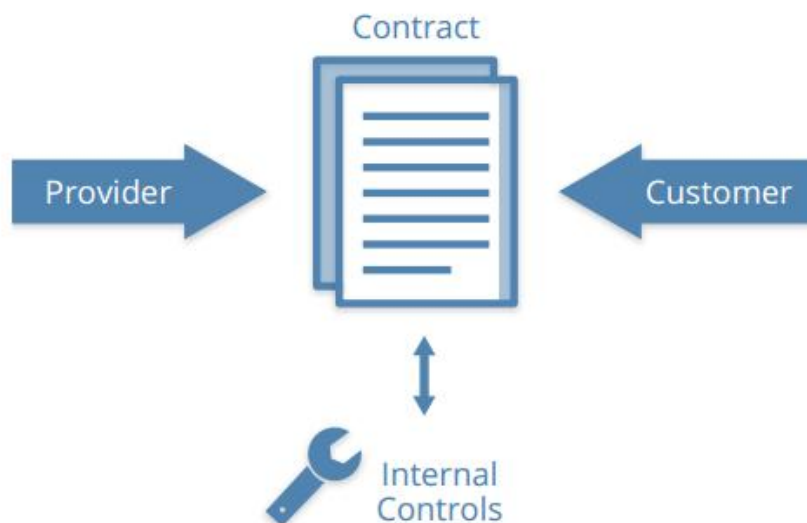 Contract
Provider
Customer
Internal
Controls